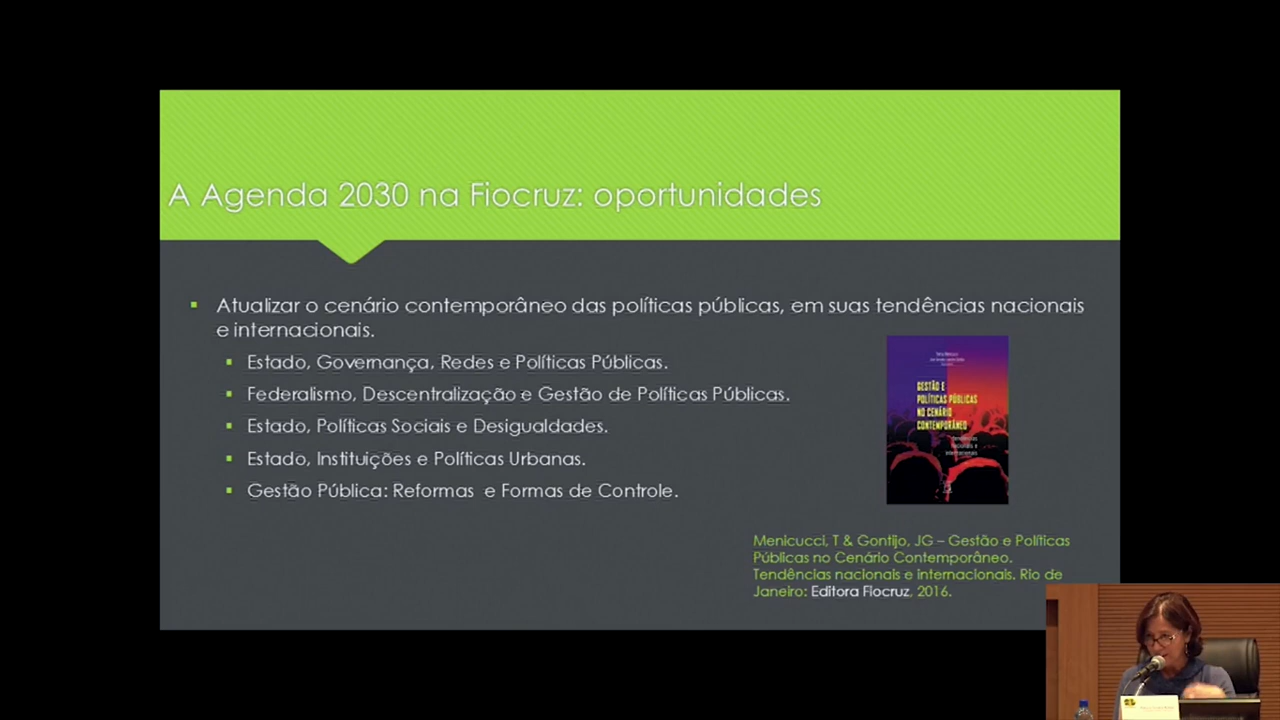 A Agenda 2030 na Fiocruz: oportunidades
Atualizar o cenário contemporâneo das políticas públicas, em suas tendências nacionais
e internacionais.
Estado, Governança, Redes e Políticas Públicas.
Federalismo, Descentralização e Gestão de Políticas Públicas.
Estado, Políticas Sociais e Desigualdades.
Estado, Instituições e Políticas Urbanas.
Gestão Pública: Reformas e Formas de Controle.
GESTÃO E
POLÍTICAS PÚBLICAS
NO CENÁRIO
CONTEMPORÂNEO
Tendências
nacionais e
internacionais
Menicucci, T & Gontijo, JG – Gestão e Políticas
Públicas no Cenário Contemporâneo.
Tendências nacionais e internacionais. Rio de
Janeiro: Editora Fiocruz, 2016.